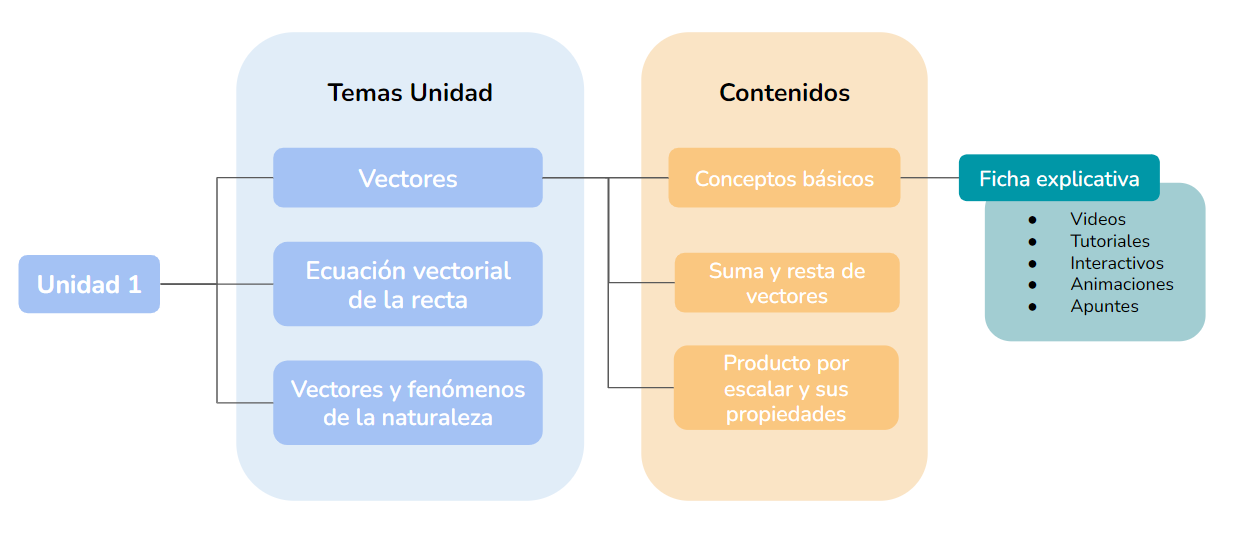 Temas Unidad
Contenidos
Unidad 1
Vectores
Ecuación vectorial
de la recta
Vectores y fenómenos
de la naturaleza
Conceptos básicos
Suma y resta de
vectores
Producto por
escalar y sus
propiedades
Ficha explicativa
● Videos
● Tutoriales
● Interactivos
● Animaciones
● Apuntes